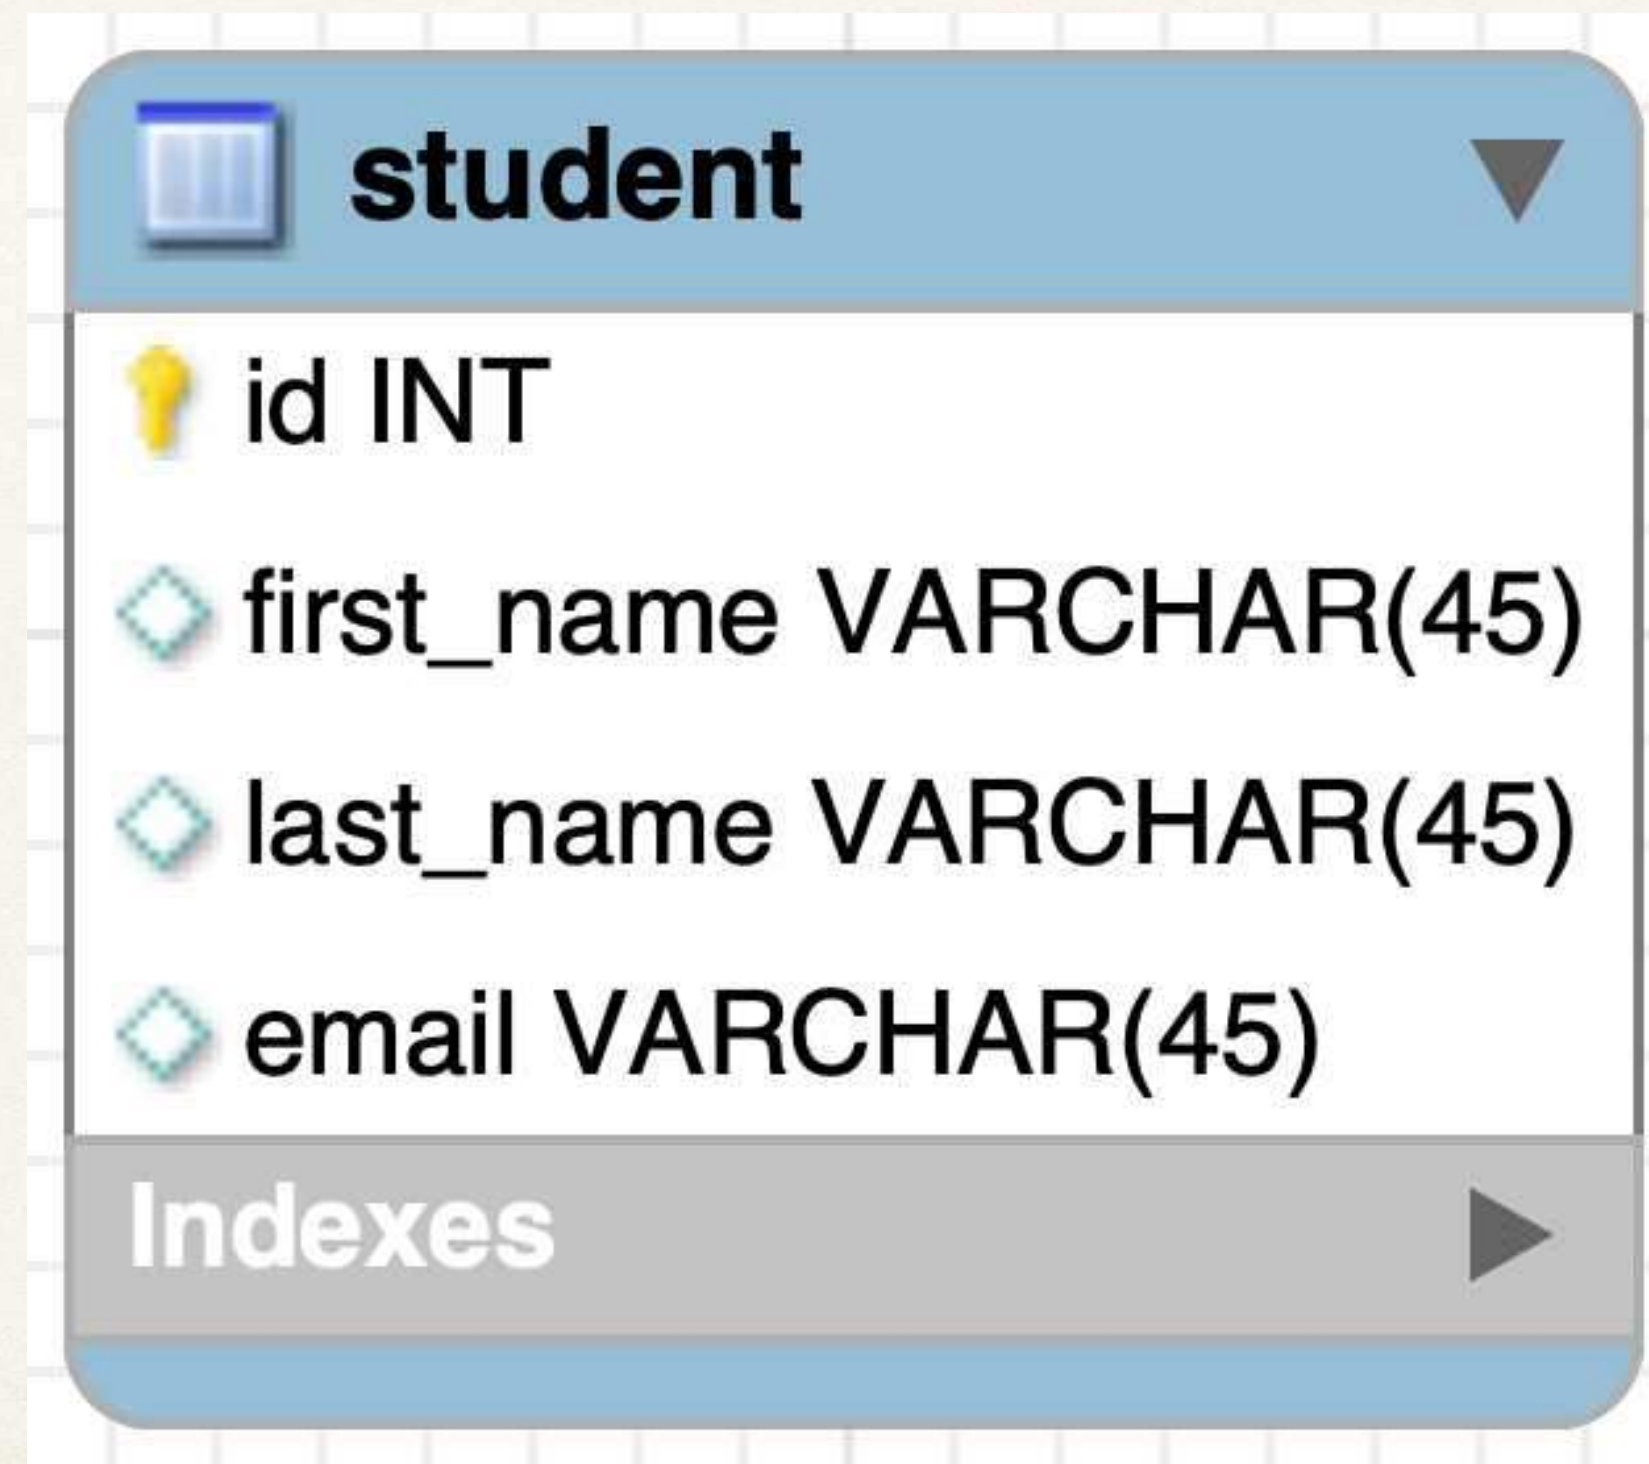 student
id INT
first_name VARCHAR(45)
last_name VARCHAR(45)
email VARCHAR(45)
Indexes